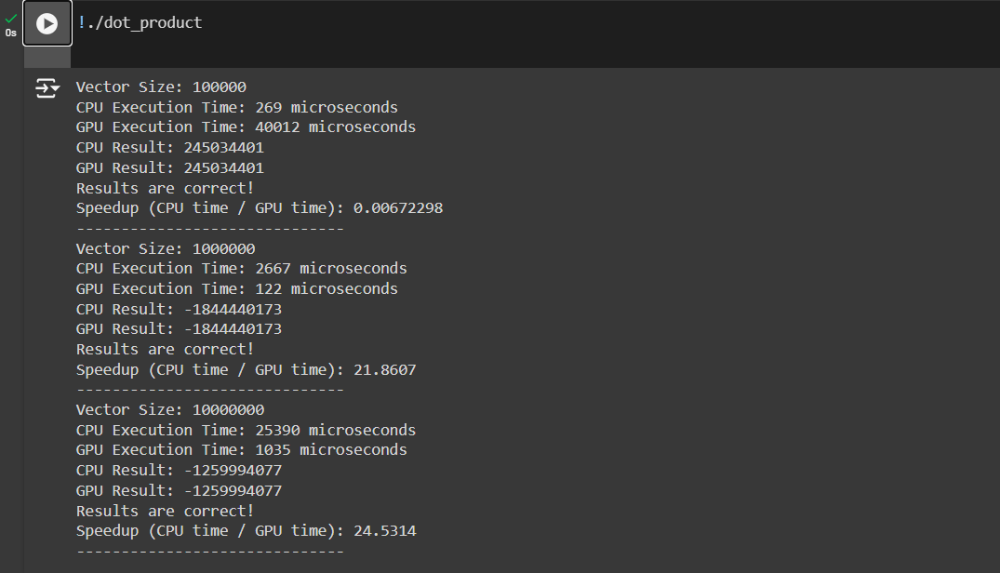 0s
!./dot_product
Vector Size: 100000
CPU Execution Time: 269 microseconds
GPU Execution Time: 40012 microseconds
CPU Result: 245034401
GPU Result: 245034401
Results are correct!
Speedup (CPU time / GPU time): 0.00672298
------------------------------
Vector Size: 1000000
CPU Execution Time: 2667 microseconds
GPU Execution Time: 122 microseconds
CPU Result: -1844440173
GPU Result: -1844440173
Results are correct!
Speedup (CPU time / GPU time): 21.8607
------------------------------
Vector Size: 10000000
CPU Execution Time: 25390 microseconds
GPU Execution Time: 1035 microseconds
CPU Result: -1259994077
GPU Result: -1259994077
Results are correct!
Speedup (CPU time / GPU time): 24.5314
------------------------------